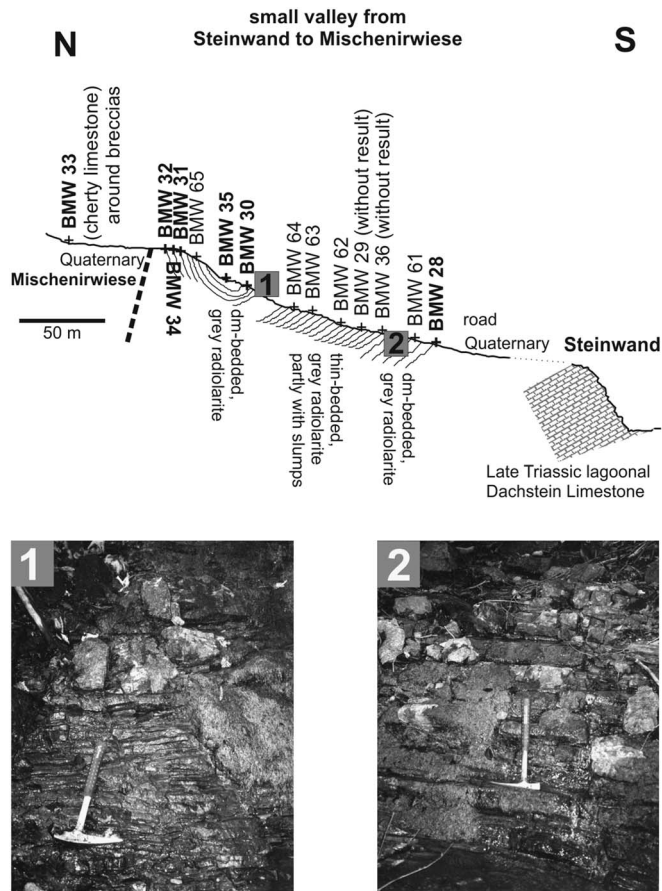 small valley from
Steinwand to Mischenirwiese
N
S
BMW 33
(cherty limestone)
around breccias
BMW 32
BMW 31
BMW 65
BMW 35
BMW 30
1
BMW 64
BMW 63
BMW 62
BMW 29 (without result)
BMW 36 (without result)
BMW 61
BMW 28
Quaternary
Mischenirwiese
BMW 34
50 m
dm-bedded,
grey radiolarite
thin-bedded,
grey radiolarite
partly with slumps
2
dm-bedded,
grey radiolarite
road
Quaternary
Steinwand
Late Triassic lagoonal
Dachstein Limestone
1
2